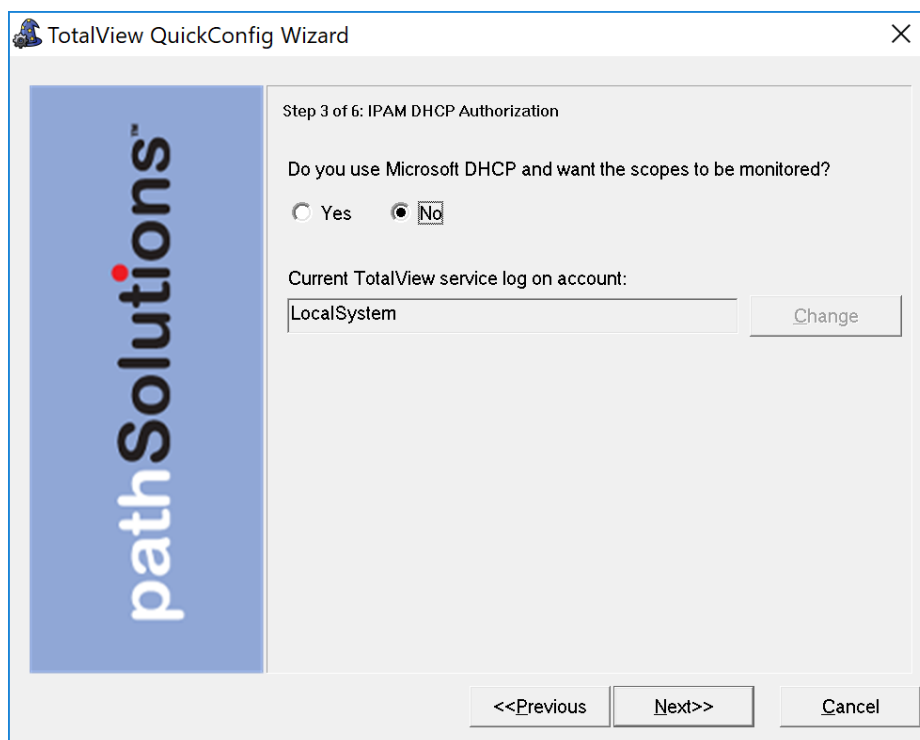 TotalView QuickConfig Wizard
pathSolutions™
Step 3 of 6: IPAM DHCP Authorization
Do you use Microsoft DHCP and want the scopes to be monitored?
Yes No
Current TotalView service log on account:
LocalSystem Change
<<Previous Next>> Cancel